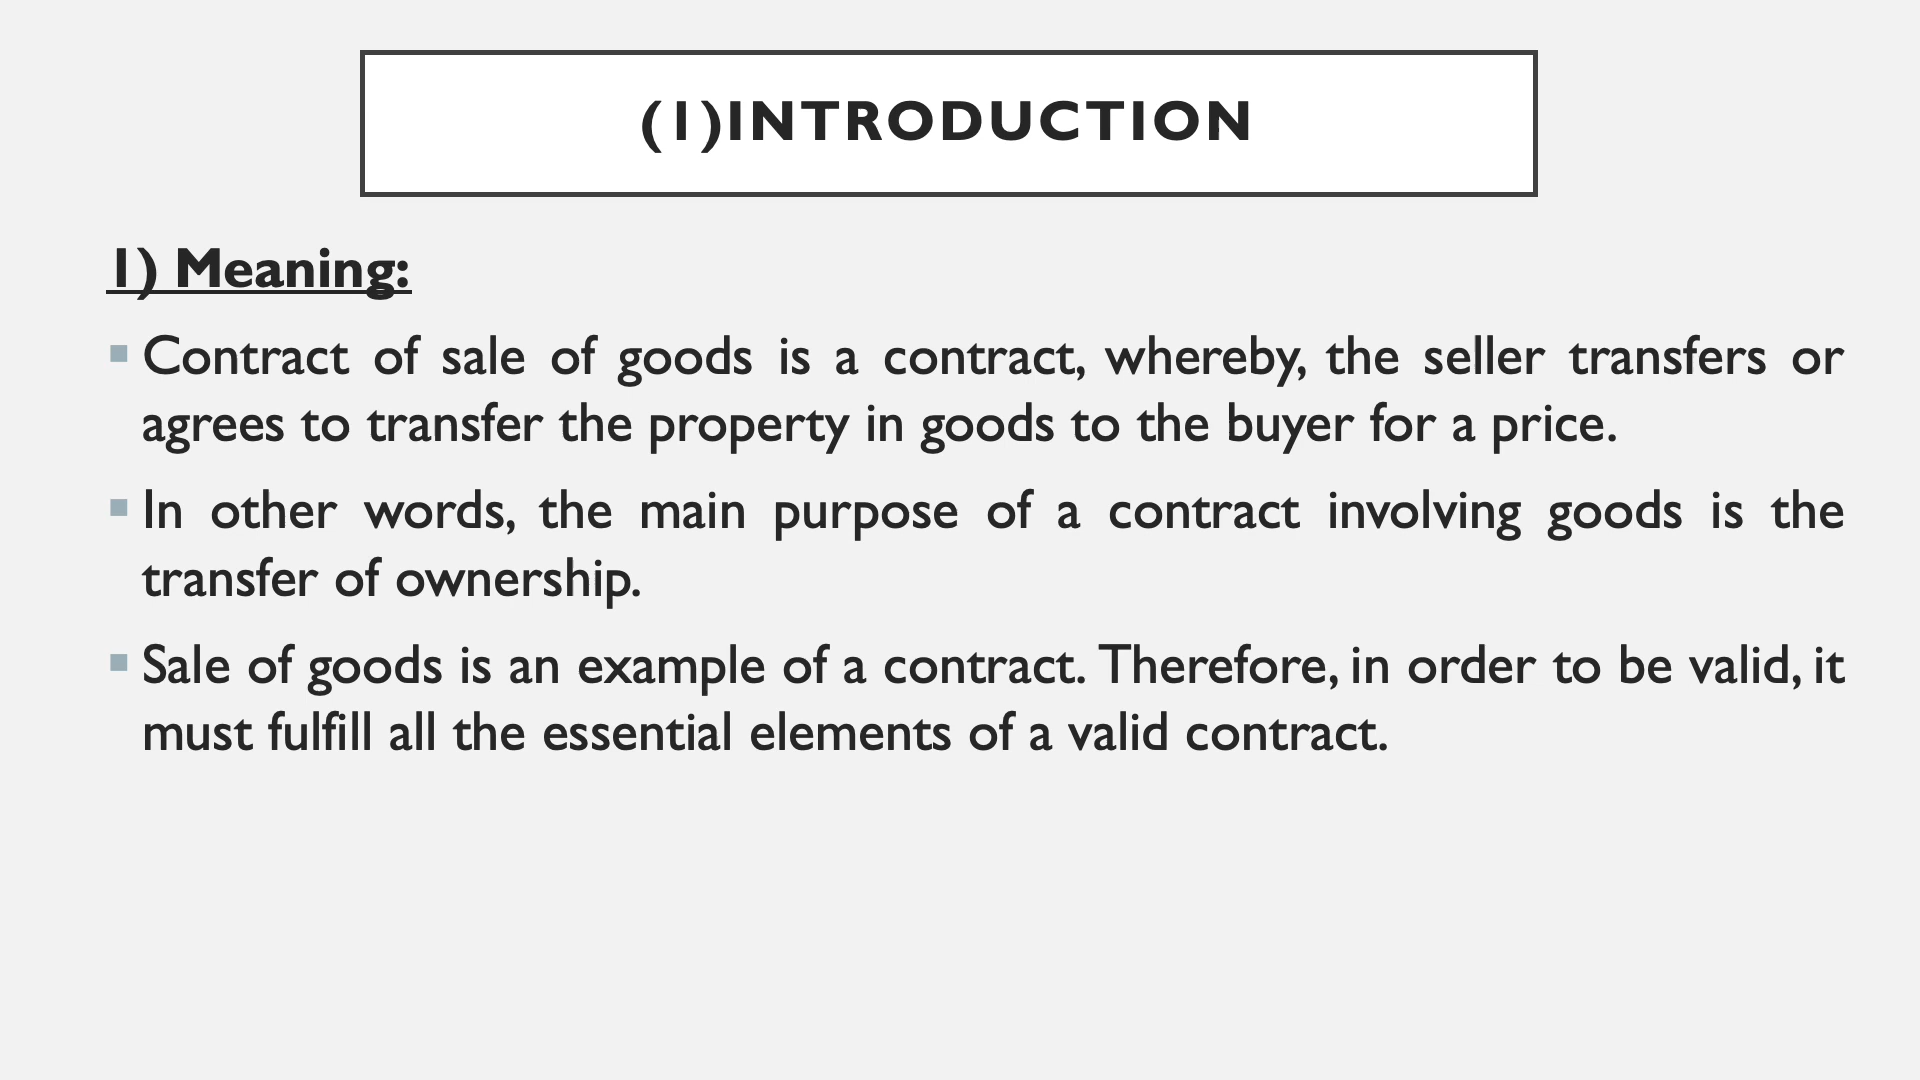 (1)INTRODUCTION
1) Meaning:
▪ Contract of sale of goods is a contract, whereby, the seller transfers or
agrees to transfer the property in goods to the buyer for a price.
▪ In other words, the main purpose of a contract involving goods is the
transfer of ownership.
▪ Sale of goods is an example of a contract. Therefore, in order to be valid, it
must fulfill all the essential elements of a valid contract.